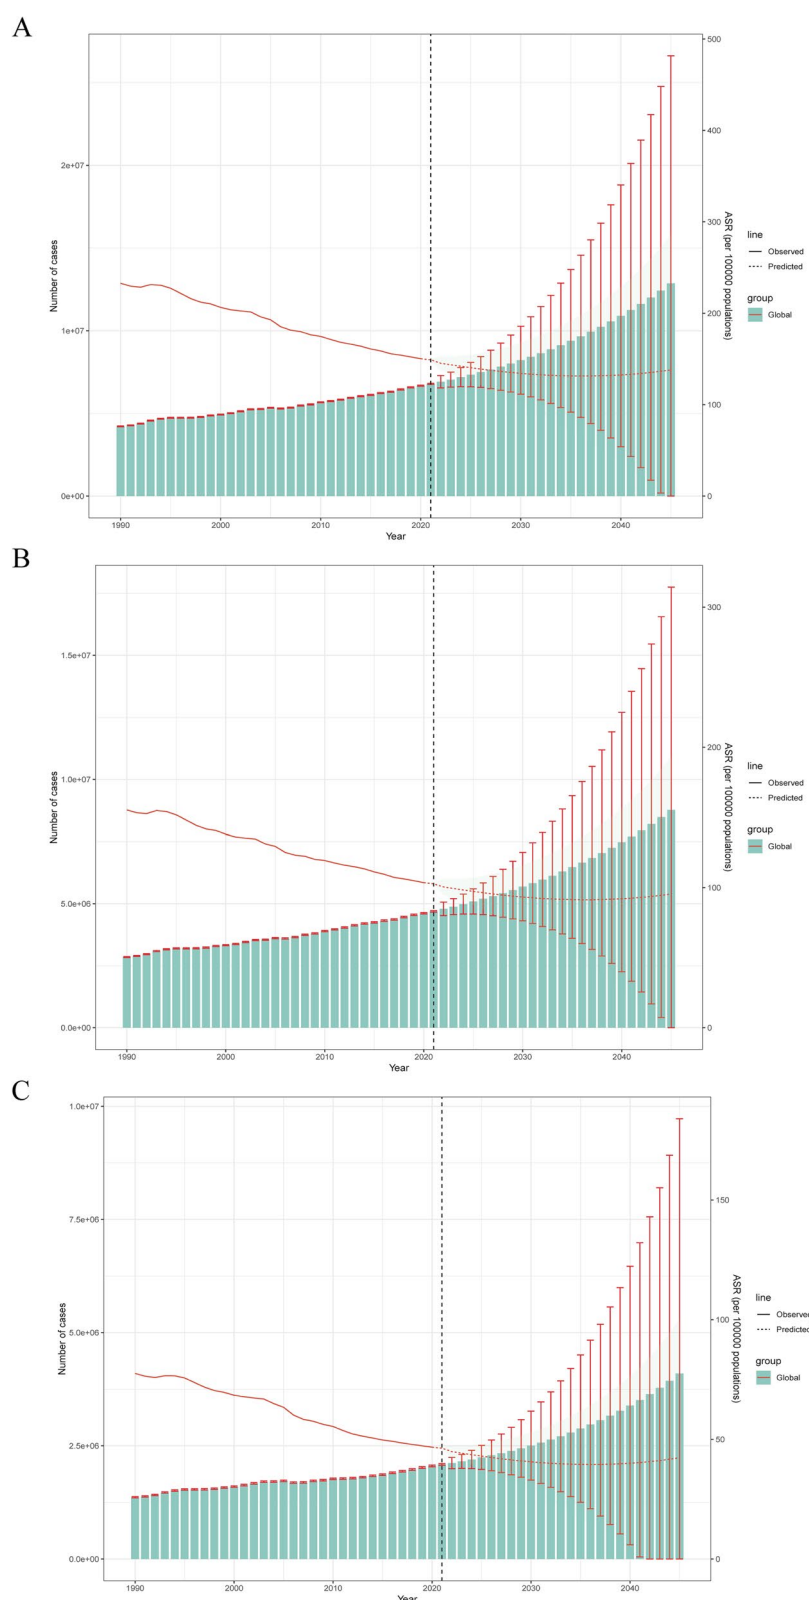 A
500
400
2e+07
300
Number of cases
ASR (per 100000 populations)
line
Observed
Predicted
200
group
Global
1e+07
100
0e+00
0
1990
2000
2010
2020
2030
2040
Year
B
300
1.5e+07
200
Number of cases
ASR (per 100000 populations)
line
Observed
Predicted
1.0e+07
group
Global
100
5.0e+06
0.0e+00
0
1990
2000
2010
2020
2030
2040
Year
C
1.0e+07
150
7.5e+06
Number of cases
ASR (per 100000 populations)
line
Observed
Predicted
5.0e+06
100
group
Global
50
2.5e+06
0.0e+00
0
1990
2000
2010
2020
2030
2040
Year